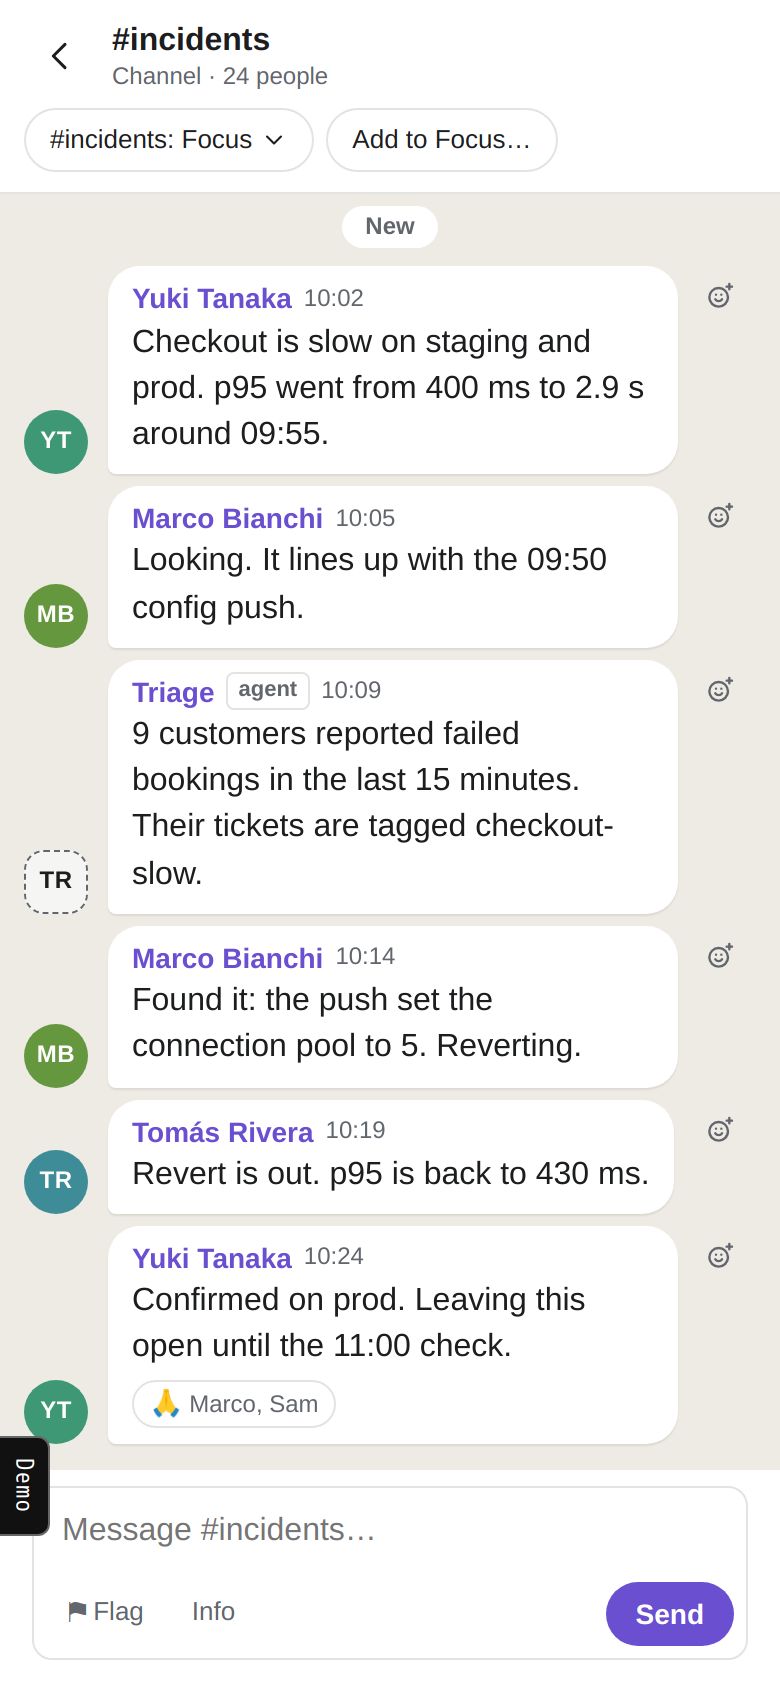 #incidents
Channel · 24 people
#incidents: Focus
Add to Focus…
New
Yuki Tanaka 10:02
Checkout is slow on staging and
prod. p95 went from 400 ms to 2.9 s
around 09:55.
YT
Marco Bianchi 10:05
Looking. It lines up with the 09:50
config push.
MB
Triage agent 10:09
9 customers reported failed
bookings in the last 15 minutes.
Their tickets are tagged checkout-
slow.
TR
Marco Bianchi 10:14
Found it: the push set the
connection pool to 5. Reverting.
MB
Tomás Rivera 10:19
Revert is out. p95 is back to 430 ms.
TR
Yuki Tanaka 10:24
Confirmed on prod. Leaving this
open until the 11:00 check.
🙏 Marco, Sam
YT
Demo
Message #incidents…
Flag
Info
Send